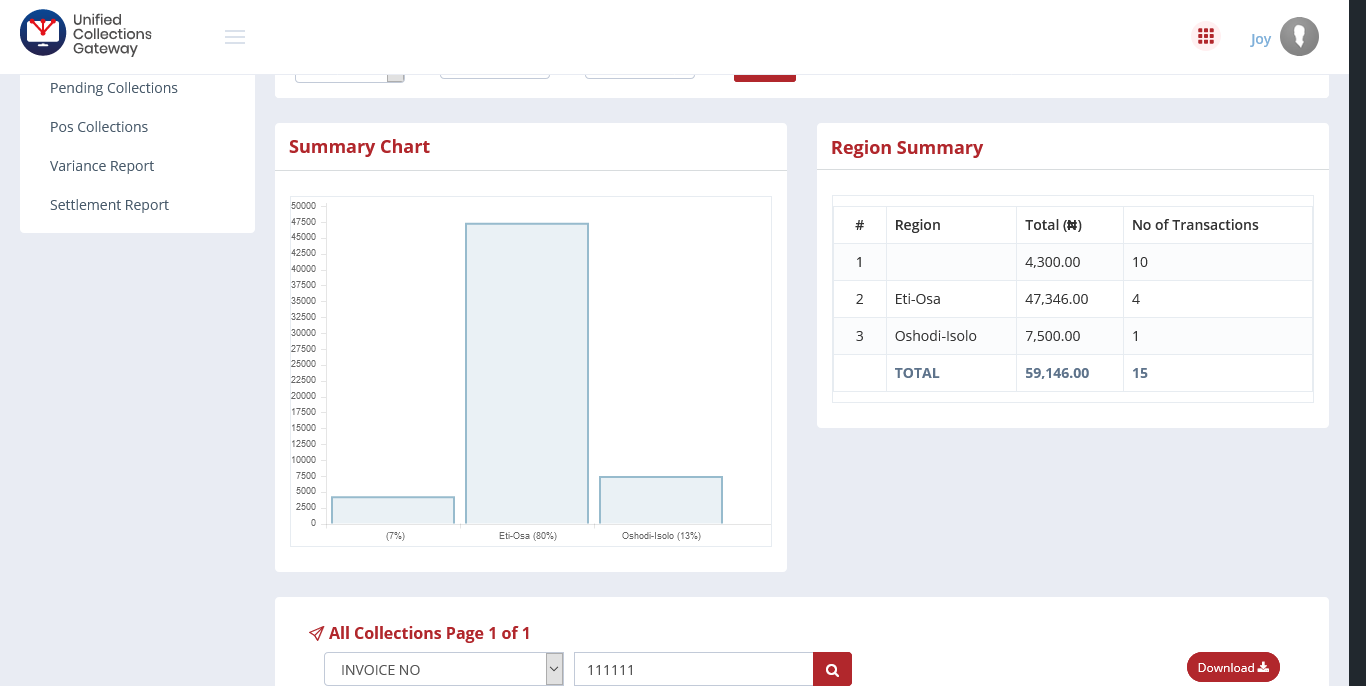 Unified
Collections
Gateway
Joy
Pending Collections
Pos Collections
Variance Report
Settlement Report
Summary Chart
50000
47500
45000
42500
40000
37500
35000
32500
30000
27500
25000
22500
20000
17500
15000
12500
10000
7500
5000
2500
0
(7%) Eti-Osa (80%) Oshodi-Isolo (13%)
Region Summary
# Region Total (₦) No of Transactions
1 4,300.00 10
2 Eti-Osa 47,346.00 4
3 Oshodi-Isolo 7,500.00 1
TOTAL 59,146.00 15
All Collections Page 1 of 1
INVOICE NO 111111 Download